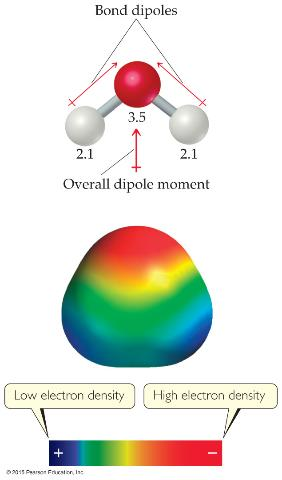 Bond dipoles
3.5
2.1 2.1
Overall dipole moment
Low electron density High electron density
+ −
© 2015 Pearson Education, Inc.